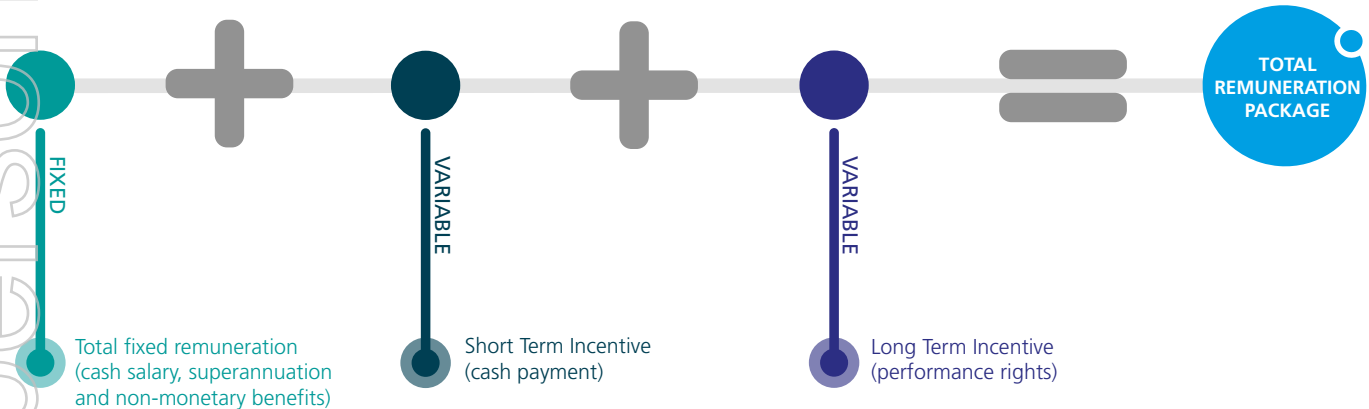 TOTAL
REMUNERATION
PACKAGE
FIXED
VARIABLE
VARIABLE
Total fixed remuneration
(cash salary, superannuation
and non-monetary benefits)
Short Term Incentive
(cash payment)
Long Term Incentive
(performance rights)